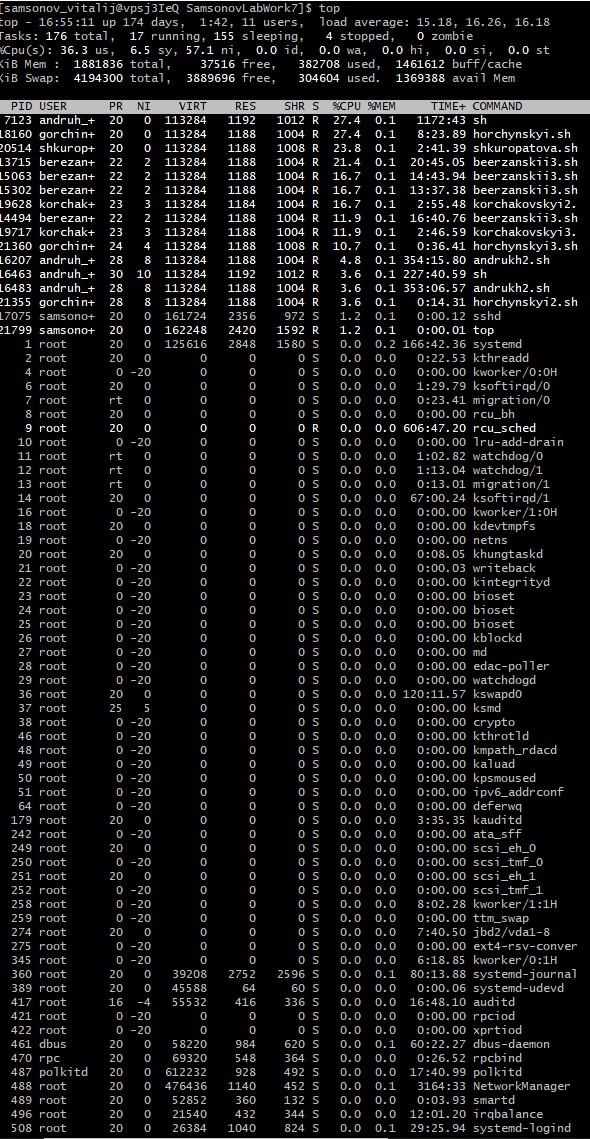 [samsonov_vitalij@vpsj3IeQ SamsonovLabWork7]$ top
top - 16:55:11 up 174 days,  1:42, 11 users,  load average: 15.18, 16.26, 16.18
Tasks: 176 total,  17 running, 155 sleeping,   4 stopped,   0 zombie
%Cpu(s): 36.3 us,  6.5 sy, 57.1 ni,  0.0 id,  0.0 wa,  0.0 hi,  0.0 si,  0.0 st
KiB Mem :  1881836 total,    37516 free,   382708 used,  1461612 buff/cache
KiB Swap:  4194300 total,  3889696 free,   304604 used.  1369388 avail Mem
PID USER PR NI VIRT RES SHR S %CPU %MEM TIME+ COMMAND
7123 andruh_+ 20 0 113284 1192 1012 R 27.4 0.1 1172:43 sh
18160 gorchin+ 20 0 113284 1188 1004 R 27.4 0.1 8:23.89 horchynskyi.sh
20514 shkurop+ 20 0 113284 1188 1008 R 23.8 0.1 2:41.39 shkuropatova.sh
13715 berezan+ 22 2 113284 1188 1004 R 21.4 0.1 20:45.05 beerzanskii3.sh
15063 berezan+ 22 2 113284 1188 1004 R 16.7 0.1 14:43.94 beerzanskii3.sh
15302 berezan+ 22 2 113284 1188 1004 R 16.7 0.1 13:37.38 beerzanskii3.sh
19628 korchak+ 23 3 113284 1184 1004 R 16.7 0.1 2:55.48 korchakovskyi2.
14494 berezan+ 22 2 113284 1188 1004 R 11.9 0.1 16:40.76 beerzanskii3.sh
19717 korchak+ 23 3 113284 1188 1004 R 11.9 0.1 2:46.59 korchakovskyi3.
21360 gorchin+ 24 4 113284 1188 1008 R 10.7 0.1 0:36.41 horchynskyi3.sh
16207 andruh_+ 28 8 113284 1188 1004 R 4.8 0.1 354:15.80 andrukh2.sh
16463 andruh_+ 30 10 113284 1192 1012 R 3.6 0.1 227:40.59 sh
16483 andruh_+ 28 8 113284 1188 1004 R 3.6 0.1 353:06.57 andrukh2.sh
21355 gorchin+ 28 8 113284 1188 1004 R 3.6 0.1 0:14.31 horchynskyi2.sh
17075 samsono+ 20 0 161724 2356 972 S 1.2 0.1 0:00.12 sshd
21799 samsono+ 20 0 162248 2420 1592 R 1.2 0.1 0:00.01 top
1 root 20 0 125616 2848 1580 S 0.0 0.2 166:42.36 systemd
2 root 20 0 0 0 0 S 0.0 0.0 0:22.53 kthreadd
4 root 0 -20 0 0 0 S 0.0 0.0 0:00.00 kworker/0:0H
6 root 20 0 0 0 0 S 0.0 0.0 1:29.79 ksoftirqd/0
7 root rt 0 0 0 0 S 0.0 0.0 0:23.41 migration/0
8 root 20 0 0 0 0 S 0.0 0.0 0:00.00 rcu_bh
9 root 20 0 0 0 0 R 0.0 0.0 606:47.20 rcu_sched
10 root 0 -20 0 0 0 S 0.0 0.0 0:00.00 lru-add-drain
11 root rt 0 0 0 0 S 0.0 0.0 1:02.82 watchdog/0
12 root rt 0 0 0 0 S 0.0 0.0 1:13.04 watchdog/1
13 root rt 0 0 0 0 S 0.0 0.0 0:13.01 migration/1
14 root 20 0 0 0 0 S 0.0 0.0 67:00.24 ksoftirqd/1
16 root 0 -20 0 0 0 S 0.0 0.0 0:00.00 kworker/1:0H
18 root 20 0 0 0 0 S 0.0 0.0 0:00.00 kdevtmpfs
19 root 0 -20 0 0 0 S 0.0 0.0 0:00.00 netns
20 root 20 0 0 0 0 S 0.0 0.0 0:08.05 khungtaskd
21 root 0 -20 0 0 0 S 0.0 0.0 0:00.03 writeback
22 root 0 -20 0 0 0 S 0.0 0.0 0:00.00 kintegrityd
23 root 0 -20 0 0 0 S 0.0 0.0 0:00.00 bioset
24 root 0 -20 0 0 0 S 0.0 0.0 0:00.00 bioset
25 root 0 -20 0 0 0 S 0.0 0.0 0:00.00 bioset
26 root 0 -20 0 0 0 S 0.0 0.0 0:00.00 kblockd
27 root 0 -20 0 0 0 S 0.0 0.0 0:00.00 md
28 root 0 -20 0 0 0 S 0.0 0.0 0:00.00 edac-poller
29 root 0 -20 0 0 0 S 0.0 0.0 0:00.00 watchdogd
36 root 20 0 0 0 0 S 0.0 0.0 120:11.57 kswapd0
37 root 25 5 0 0 0 S 0.0 0.0 0:00.00 ksmd
38 root 0 -20 0 0 0 S 0.0 0.0 0:00.00 crypto
46 root 0 -20 0 0 0 S 0.0 0.0 0:00.00 kthrotld
48 root 0 -20 0 0 0 S 0.0 0.0 0:00.00 kmpath_rdacd
49 root 0 -20 0 0 0 S 0.0 0.0 0:00.00 kaluad
50 root 0 -20 0 0 0 S 0.0 0.0 0:00.00 kpsmoused
51 root 0 -20 0 0 0 S 0.0 0.0 0:00.00 ipv6_addrconf
64 root 0 -20 0 0 0 S 0.0 0.0 0:00.00 deferwq
179 root 20 0 0 0 0 S 0.0 0.0 3:35.35 kauditd
242 root 0 -20 0 0 0 S 0.0 0.0 0:00.00 ata_sff
249 root 20 0 0 0 0 S 0.0 0.0 0:00.00 scsi_eh_0
250 root 0 -20 0 0 0 S 0.0 0.0 0:00.00 scsi_tmf_0
251 root 20 0 0 0 0 S 0.0 0.0 0:00.00 scsi_eh_1
252 root 0 -20 0 0 0 S 0.0 0.0 0:00.00 scsi_tmf_1
258 root 0 -20 0 0 0 S 0.0 0.0 8:02.28 kworker/1:1H
259 root 0 -20 0 0 0 S 0.0 0.0 0:00.00 ttm_swap
274 root 20 0 0 0 0 S 0.0 0.0 7:40.50 jbd2/vda1-8
275 root 0 -20 0 0 0 S 0.0 0.0 0:00.00 ext4-rsv-conver
345 root 0 -20 0 0 0 S 0.0 0.0 6:18.85 kworker/0:1H
360 root 20 0 39208 2752 2596 S 0.0 0.1 80:13.88 systemd-journal
389 root 20 0 45588 64 60 S 0.0 0.0 0:00.06 systemd-udevd
417 root 16 -4 55532 416 336 S 0.0 0.0 16:48.10 auditd
421 root 0 -20 0 0 0 S 0.0 0.0 0:00.00 rpciod
422 root 0 -20 0 0 0 S 0.0 0.0 0:00.00 xprtiod
461 dbus 20 0 58220 984 620 S 0.0 0.1 60:22.27 dbus-daemon
470 rpc 20 0 69320 548 364 S 0.0 0.0 0:26.52 rpcbind
487 polkitd 20 0 612232 928 492 S 0.0 0.0 17:40.99 polkitd
488 root 20 0 476436 1140 452 S 0.0 0.1 3164:33 NetworkManager
489 root 20 0 52852 360 132 S 0.0 0.0 0:03.93 smartd
496 root 20 0 21540 432 344 S 0.0 0.0 12:01.20 irqbalance
508 root 20 0 26384 1040 824 S 0.0 0.1 29:25.94 systemd-logind